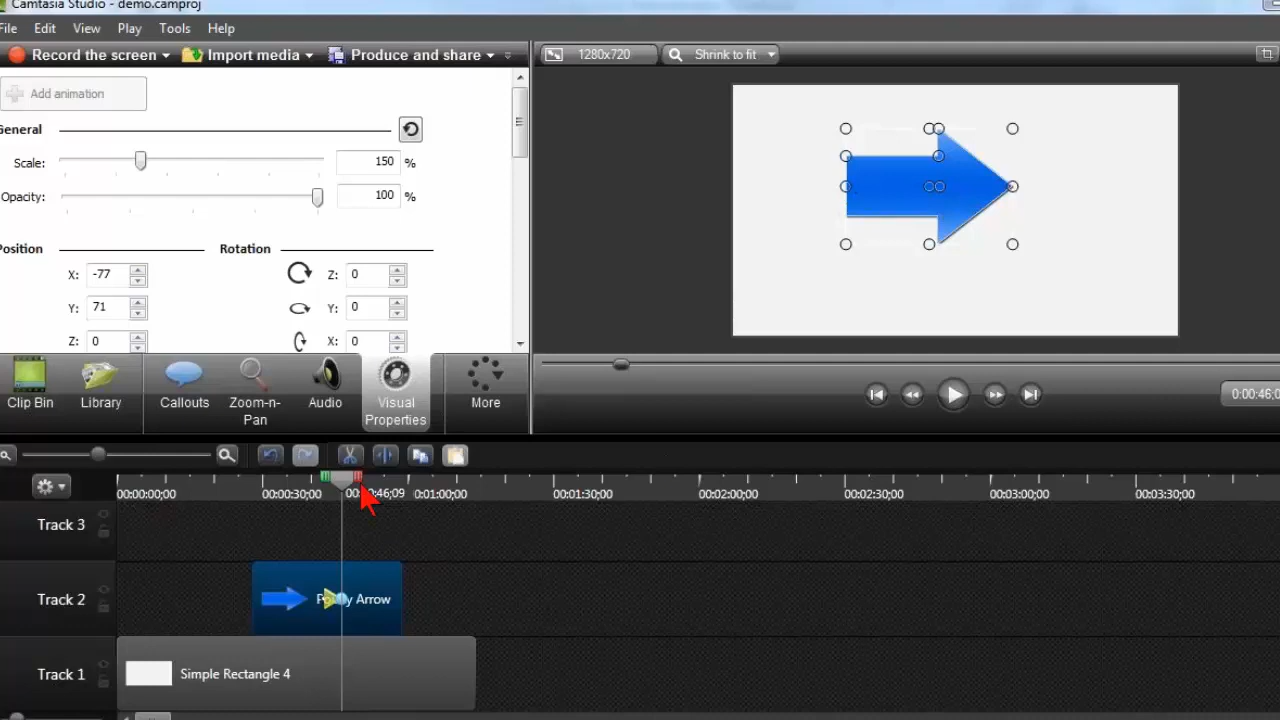 Camtasia Studio - demo.camproj
File Edit View Play Tools Help
Record the screen Import media Produce and share 1280x720 Shrink to fit
Add animation
General
Scale: 150 %
Opacity: 100 %
Position Rotation
X: -77 Z: 0
Y: 71 Y: 0
Z: 0 X: 0
Clip Bin Library Callouts Zoom-n-Pan Audio Visual Properties More
0:00:46;0
00:00:00;00 00:00:30;00 0:01:00;00 00:01:30;00 00:02:00;00 00:02:30;00 00:03:00;00 00:03:30;00
Track 3
Track 2 Arrow
Track 1 Simple Rectangle 4